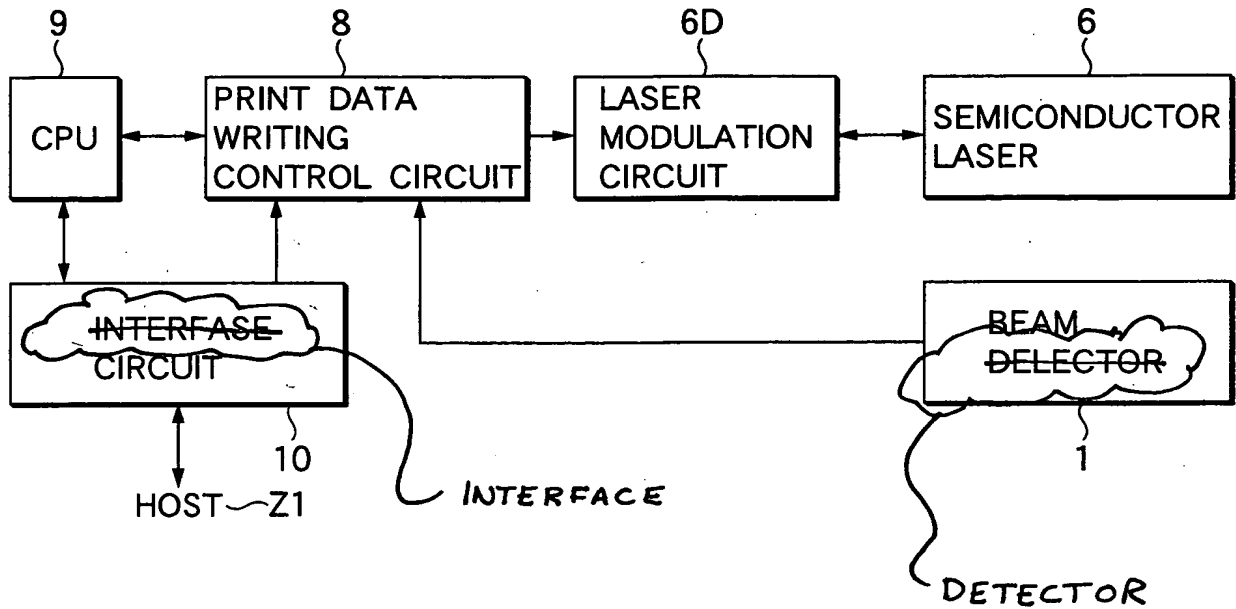 9
8
6D
6
CPU
PRINT DATA
WRITING
CONTROL CIRCUIT
LASER
MODULATION
CIRCUIT
SEMICONDUCTOR
LASER
INTERFASE
CIRCUIT
BEAM
DELECTOR
10
1
HOST Z1
INTERFACE
DETECTOR